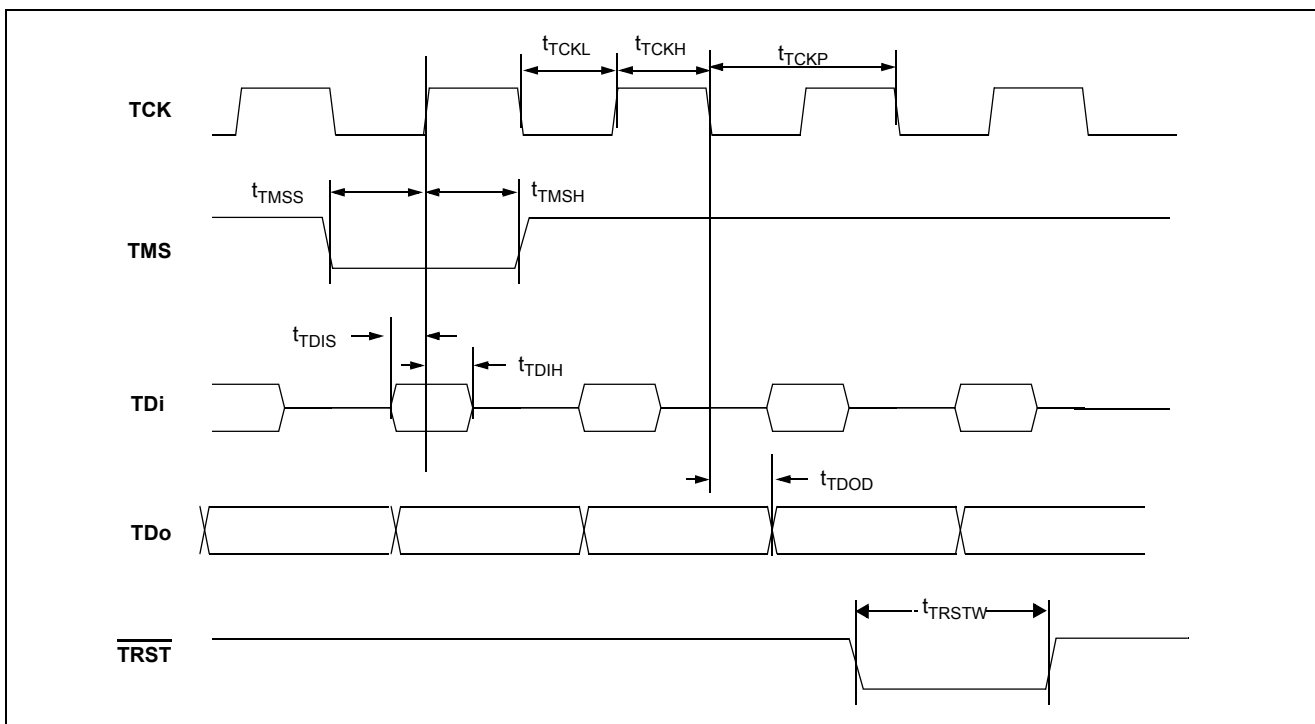 tTCKL tTCKH tTCKP
TCK
tTMSS tTMSH
TMS
tTDIS
tTDIH
TDi
tTDOD
TDo
tTRSTW
TRST